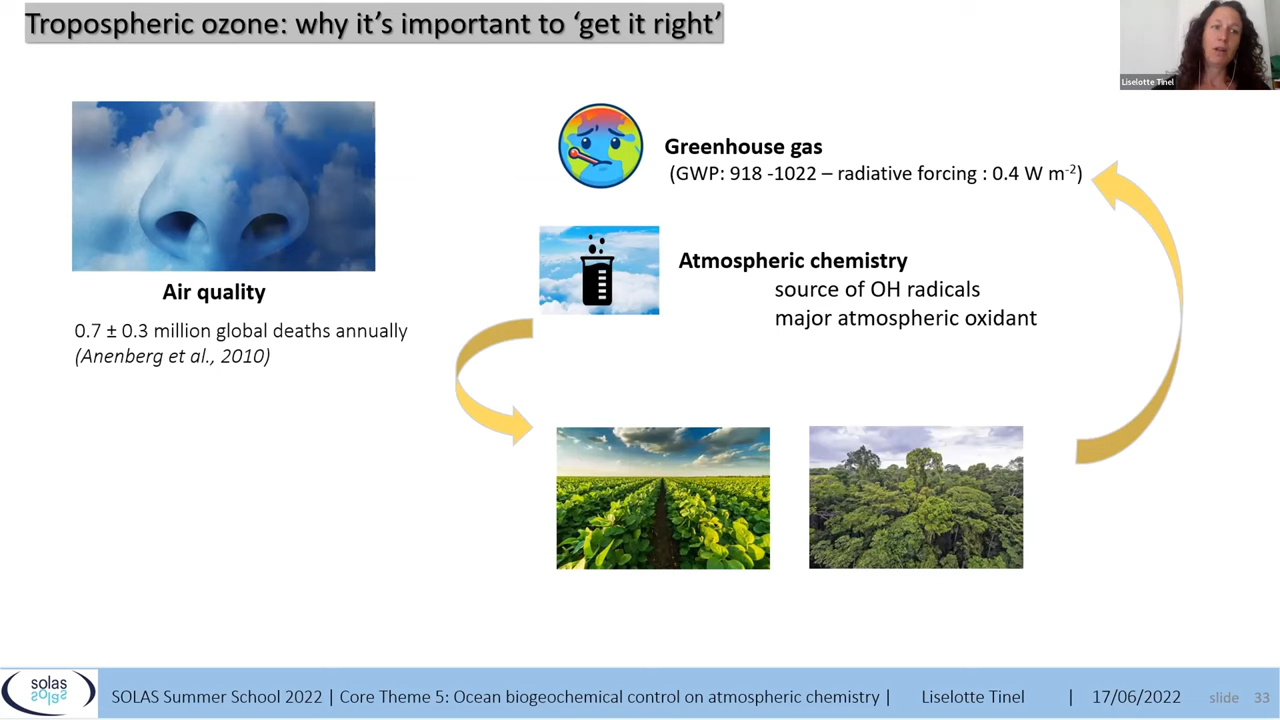 Tropospheric ozone: why it's important to 'get it right'
Liselotte Tinel
Air quality
0.7 ± 0.3 million global deaths annually
(Anenberg et al., 2010)
Greenhouse gas
(GWP: 918 -1022 – radiative forcing : 0.4 W m⁻²)
Atmospheric chemistry
source of OH radicals
major atmospheric oxidant
solas
solas
SOLAS Summer School 2022 | Core Theme 5: Ocean biogeochemical control on atmospheric chemistry | Liselotte Tinel | 17/06/2022 slide 33